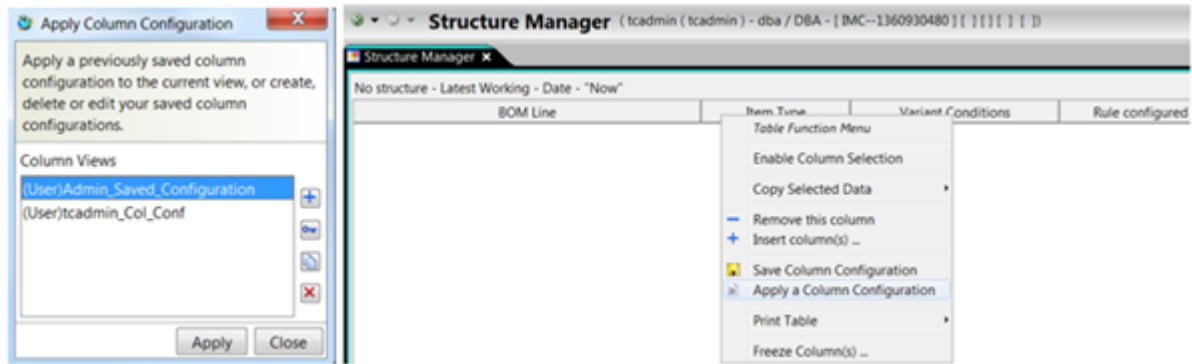 Apply Column Configuration
Apply a previously saved column
configuration to the current view, or create,
delete or edit your saved column
configurations.
Column Views
(User)Admin_Saved_Configuration
(User)tcadmin_Col_Conf
Apply Close
Structure Manager ( tcadmin ( tcadmin ) - dba / DBA - [ IMC--1360930480 ] [ ] [ ] [ ] [ ])
Structure Manager
No structure - Latest Working - Date - "Now"
BOM Line Item Type Variant Conditions Rule configured
Table Function Menu
Enable Column Selection
Copy Selected Data
Remove this column
Insert column(s) ...
Save Column Configuration
Apply a Column Configuration
Print Table
Freeze Column(s) ...